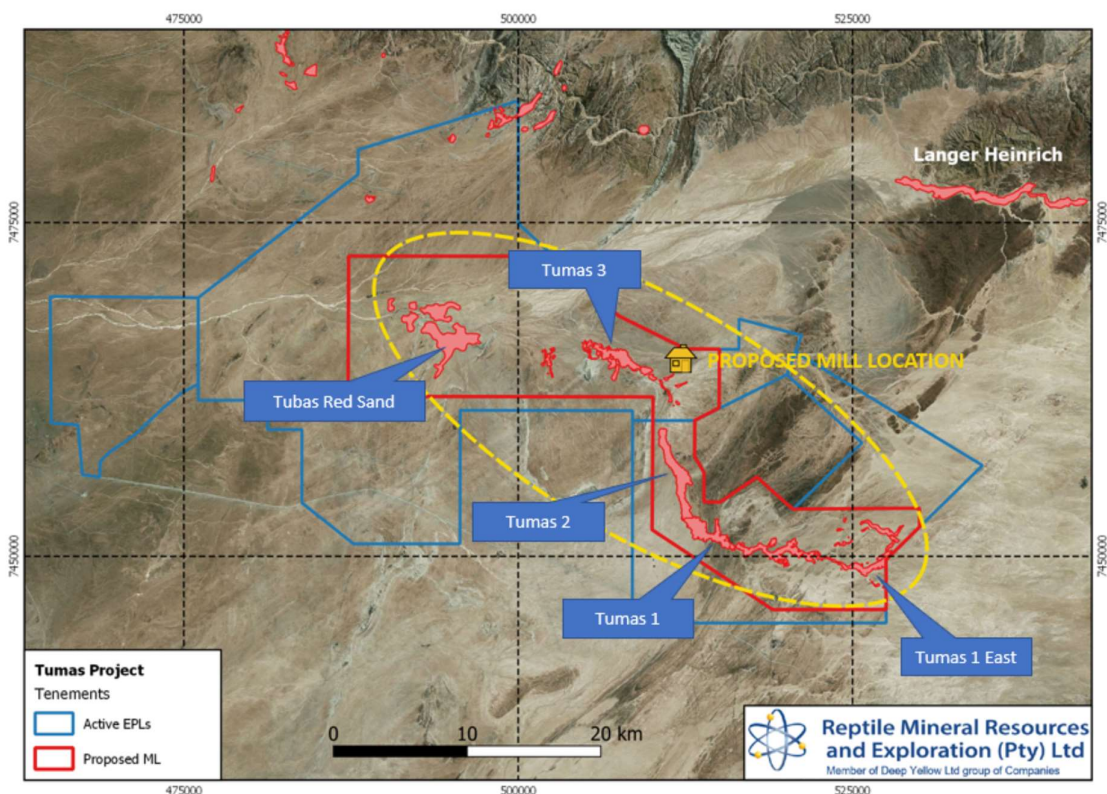 475000
500000
525000
Langer Heinrich
7475000
7475000
Tumas 3
PROPOSED MILL LOCATION
Tubas Red Sand
Tumas 2
7450000
7450000
Tumas 1
Tumas 1 East
Tumas Project
Tenements
Active EPLs
Proposed ML
0
10
20 km
Reptile Mineral Resources
and Exploration (Pty) Ltd
Member of Deep Yellow Ltd group of Companies
475000
500000
525000